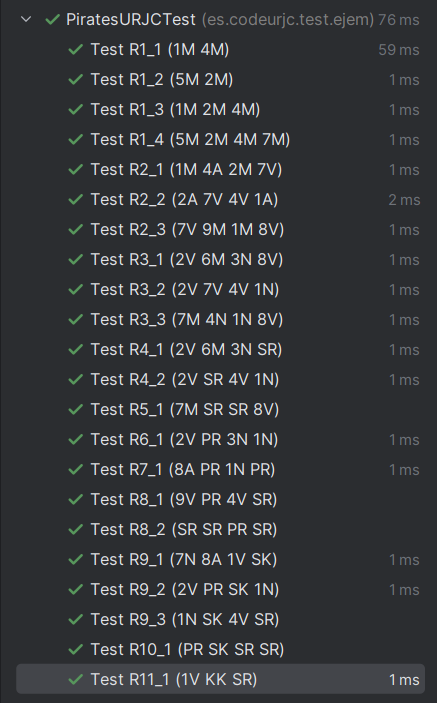 PiratesURJCTest (es.codeurjc.test.ejem) 76 ms
Test R1_1 (1M 4M) 59 ms
Test R1_2 (5M 2M) 1 ms
Test R1_3 (1M 2M 4M) 1 ms
Test R1_4 (5M 2M 4M 7M) 1 ms
Test R2_1 (1M 4A 2M 7V) 1 ms
Test R2_2 (2A 7V 4V 1A) 2 ms
Test R2_3 (7V 9M 1M 8V) 1 ms
Test R3_1 (2V 6M 3N 8V) 1 ms
Test R3_2 (2V 7V 4V 1N) 1 ms
Test R3_3 (7M 4N 1N 8V) 1 ms
Test R4_1 (2V 6M 3N SR) 1 ms
Test R4_2 (2V SR 4V 1N) 1 ms
Test R5_1 (7M SR SR 8V)
Test R6_1 (2V PR 3N 1N) 1 ms
Test R7_1 (8A PR 1N PR) 1 ms
Test R8_1 (9V PR 4V SR)
Test R8_2 (SR SR PR SR)
Test R9_1 (7N 8A 1V SK) 1 ms
Test R9_2 (2V PR SK 1N) 1 ms
Test R9_3 (1N SK 4V SR)
Test R10_1 (PR SK SR SR)
Test R11_1 (1V KK SR) 1 ms